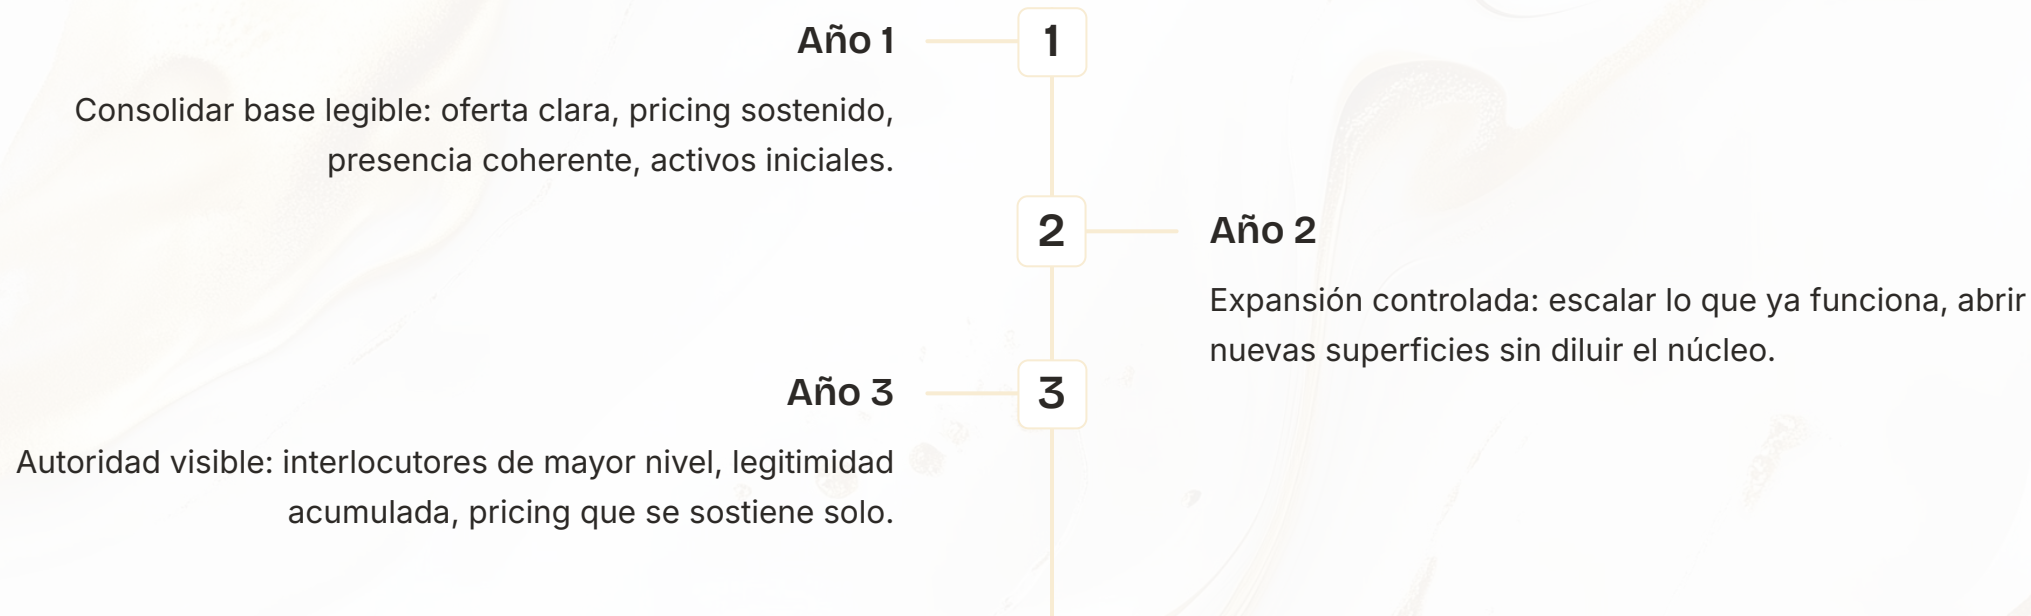 Año 1
1
Consolidar base legible: oferta clara, pricing sostenido,
presencia coherente, activos iniciales.
2
Año 2
Expansión controlada: escalar lo que ya funciona, abrir
nuevas superficies sin diluir el núcleo.
Año 3
3
Autoridad visible: interlocutores de mayor nivel, legitimidad
acumulada, pricing que se sostiene solo.